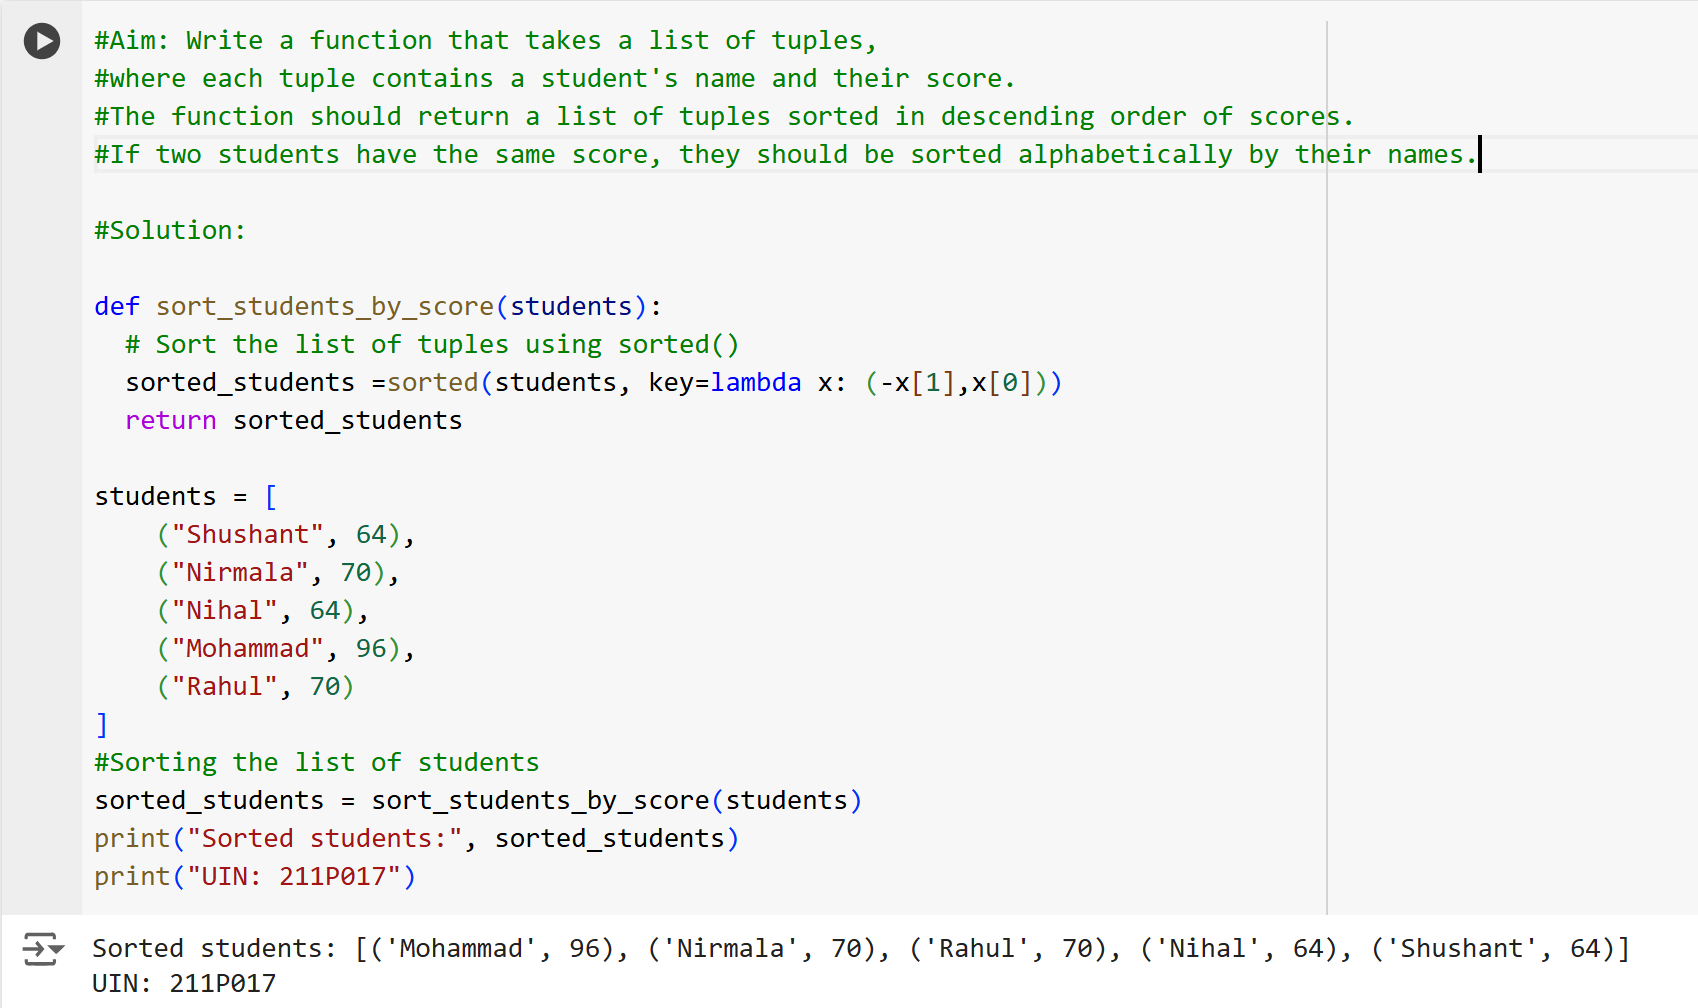 #Aim: Write a function that takes a list of tuples,
#where each tuple contains a student's name and their score.
#The function should return a list of tuples sorted in descending order of scores.
#If two students have the same score, they should be sorted alphabetically by their names.
#Solution:
def sort_students_by_score(students):
  # Sort the list of tuples using sorted()
  sorted_students =sorted(students, key=lambda x: (-x[1],x[0]))
  return sorted_students
students = [
    ("Shushant", 64),
    ("Nirmala", 70),
    ("Nihal", 64),
    ("Mohammad", 96),
    ("Rahul", 70)
]
#Sorting the list of students
sorted_students = sort_students_by_score(students)
print("Sorted students:", sorted_students)
print("UIN: 211P017")
Sorted students: [('Mohammad', 96), ('Nirmala', 70), ('Rahul', 70), ('Nihal', 64), ('Shushant', 64)]
UIN: 211P017